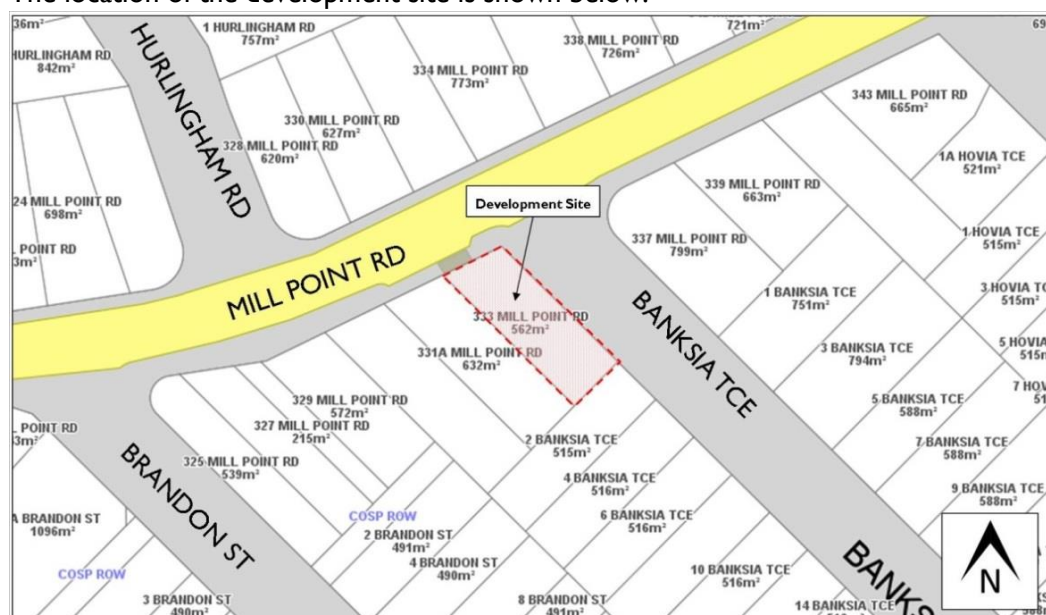 The location of the development site is shown below.
36m²
1 HURLINGHAM RD
757m²
338 MILL POINT RD
726m²
721m²
HURLINGHAM RD
842m²
334 MILL POINT RD
773m²
HURLINGHAM RD
330 MILL POINT RD
627m²
328 MILL POINT RD
620m²
343 MILL POINT RD
665m²
1A HOVIA TCE
521m²
24 MILL POINT RD
698m²
Development Site
339 MILL POINT RD
663m²
337 MILL POINT RD
799m²
1 HOVIA TCE
515m²
POINT RD
3m²
MILL POINT RD
333 MILL POINT RD
562m²
1 BANKSIA TCE
751m²
3 HOVIA TC
515m²
331A MILL POINT RD
632m²
BANKSIA TCE
3 BANKSIA TCE
794m²
5 HOVIA
515m
7 HOV
51
329 MILL POINT RD
572m²
327 MILL POINT RD
215m²
5 BANKSIA TCE
588m²
POINT RD
3m²
325 MILL POINT RD
539m²
2 BANKSIA TCE
515m²
7 BANKSIA TCE
588m²
BRANDON ST
4 BANKSIA TCE
516m²
9 BANKSIA TCE
588m²
A BRANDON ST
1096m²
COSP ROW
6 BANKSIA TCE
516m²
2 BRANDON ST
491m²
4 BRANDON ST
490m²
COSP ROW
10 BANKSIA TCE
516m²
BANKS
N
3 BRANDON ST
490m²
8 BRANDON ST
491m²
14 BANKSIA TCE